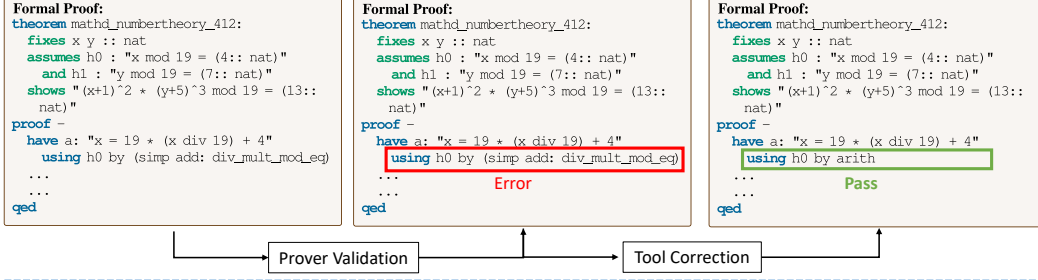 Formal Proof:
theorem mathd_numbertheory_412:
fixes x y :: nat
assumes h0 : "x mod 19 = (4:: nat)"
and h1 : "y mod 19 = (7:: nat)"
shows "(x+1)^2 * (y+5)^3 mod 19 = (13::
nat)"
proof –
have a: "x = 19 * (x div 19) + 4"
using h0 by (simp add: div_mult_mod_eq)
...
...
qed
Formal Proof:
theorem mathd_numbertheory_412:
fixes x y :: nat
assumes h0 : "x mod 19 = (4:: nat)"
and h1 : "y mod 19 = (7:: nat)"
shows "(x+1)^2 * (y+5)^3 mod 19 = (13::
nat)"
proof –
have a: "x = 19 * (x div 19) + 4"
using h0 by (simp add: div_mult_mod_eq)
...
Error
...
qed
Formal Proof:
theorem mathd_numbertheory_412:
fixes x y :: nat
assumes h0 : "x mod 19 = (4:: nat)"
and h1 : "y mod 19 = (7:: nat)"
shows "(x+1)^2 * (y+5)^3 mod 19 = (13::
nat)"
proof –
have a: "x = 19 * (x div 19) + 4"
using h0 by arith
...
Pass
...
qed
Prover Validation
Tool Correction